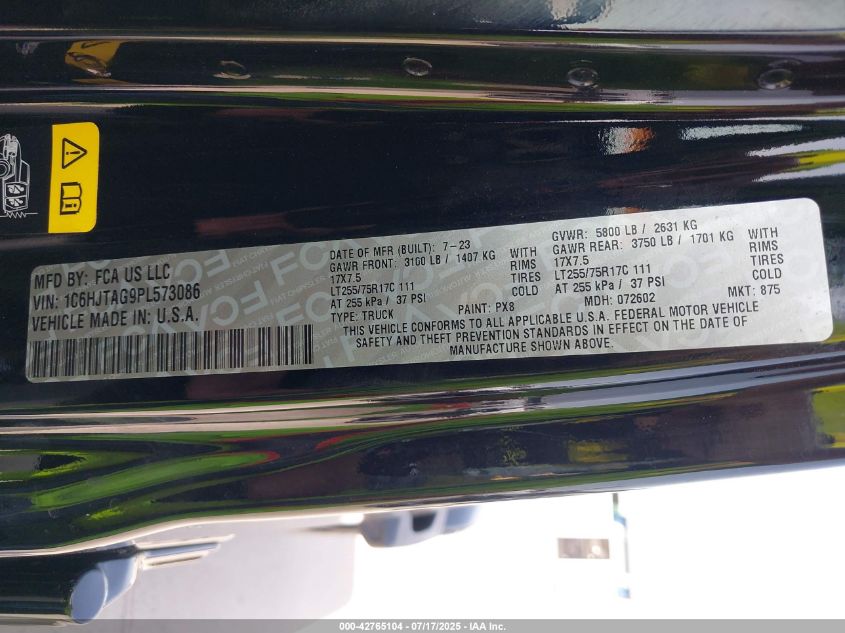 MFD BY: FCA US LLC
VIN: 1C6HJTAG9PL573086
VEHICLE MADE IN: U.S.A.
DATE OF MFR (BUILT): 7-23
GAWR FRONT: 3100 LB / 1407 KG WITH
17X7.5 RIMS
LT255/75R17C 111 TIRES
AT 255 kPa / 37 PSI COLD
TYPE: TRUCK PAINT: PX8
GVWR: 5800 LB / 2631 KG
GAWR REAR: 3750 LB / 1701 KG WITH
17X7.5 RIMS
LT255/75R17C 111 TIRES
AT 255 kPa / 37 PSI COLD
MDH: 072602 MKT: 875
THIS VEHICLE CONFORMS TO ALL APPLICABLE U.S.A. FEDERAL MOTOR VEHICLE
SAFETY AND THEFT PREVENTION STANDARDS IN EFFECT ON THE DATE OF
MANUFACTURE SHOWN ABOVE.
000-42765104 - 07/17/2025 - IAA Inc.